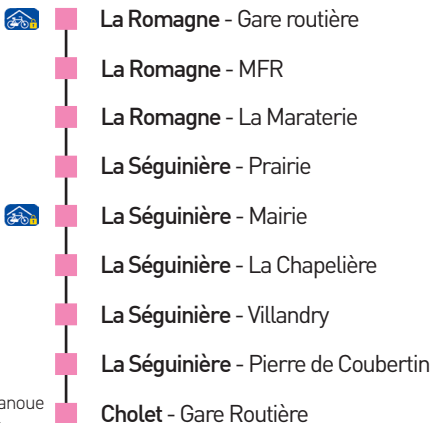 La Romagne - Gare routière
La Romagne - MFR
La Romagne - La Maraterie
La Séguinière - Prairie
La Séguinière - Mairie
La Séguinière - La Chapelière
La Séguinière - Villandry
La Séguinière - Pierre de Coubertin
anoue
Cholet - Gare Routière